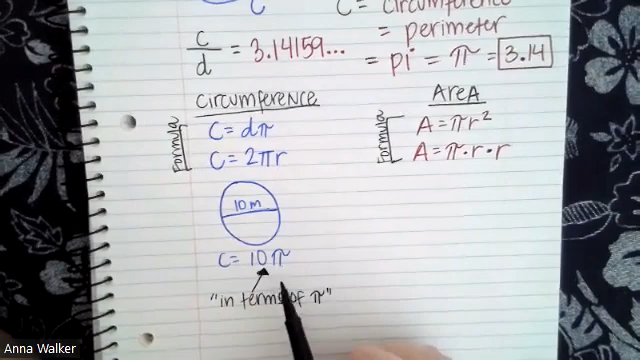 C
C = circumference
= perimeter
c/d = 3.14159...
= pi = π = 3.14
Circumference
Formula
C = dπ
C = 2πr
AreA
Formula
A = πr²
A = π·r·r
10 m
C = 10π
"in terms of π"
Anna Walker